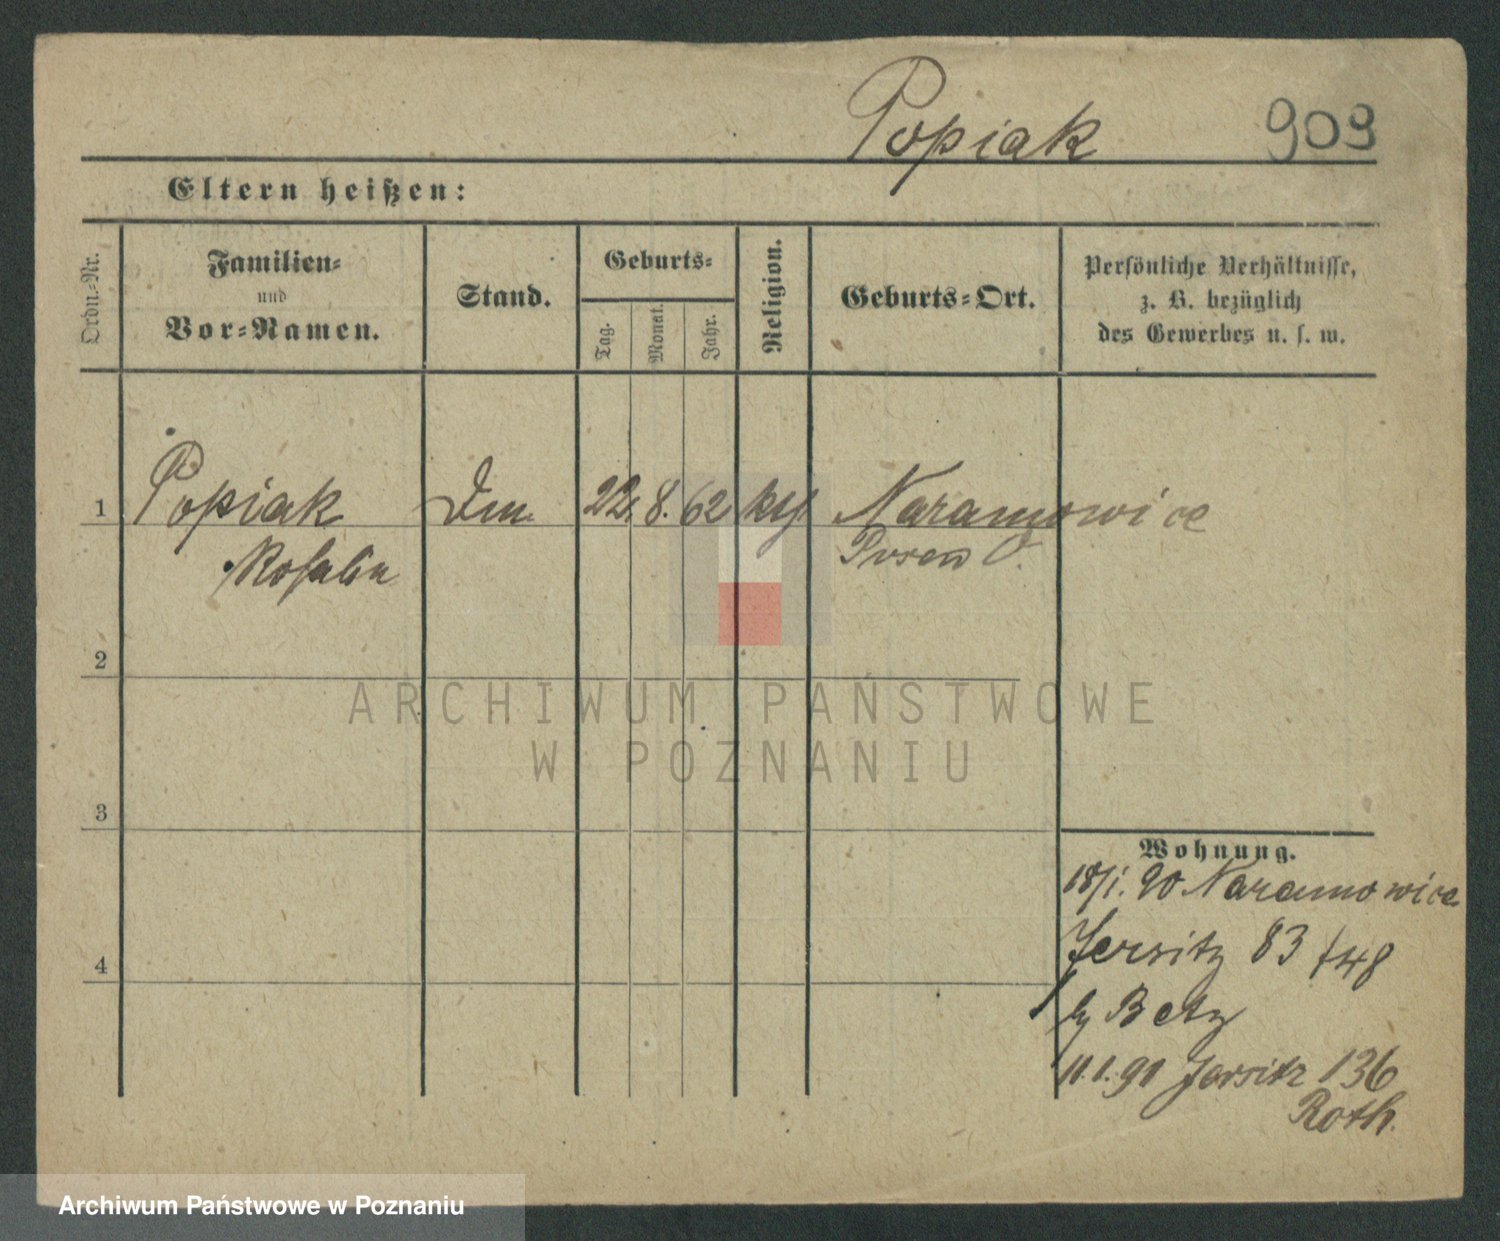 Popiak 909
Eltern heißen:
Ordn.-Nr.
Familien-
und
Vor-Namen.
Stand.
Geburts-
Tag.
Monat.
Jahr.
Religion.
Geburts-Ort.
Persönliche Verhältnisse,
z. B. bezüglich
des Gewerbes u. s. w.
1 Popiak 22. 8. 62 Naramowice
Rosalia Posen O.
2
ARCHIWUM PAŃSTWOWE
W POZNANIU
3
Wohnung.
18/1. 90 Naramowice
Jersitz 83 /48
4
b/ Betz
11.1.91 Jersitz 136
Roth.
Archiwum Państwowe w Poznaniu